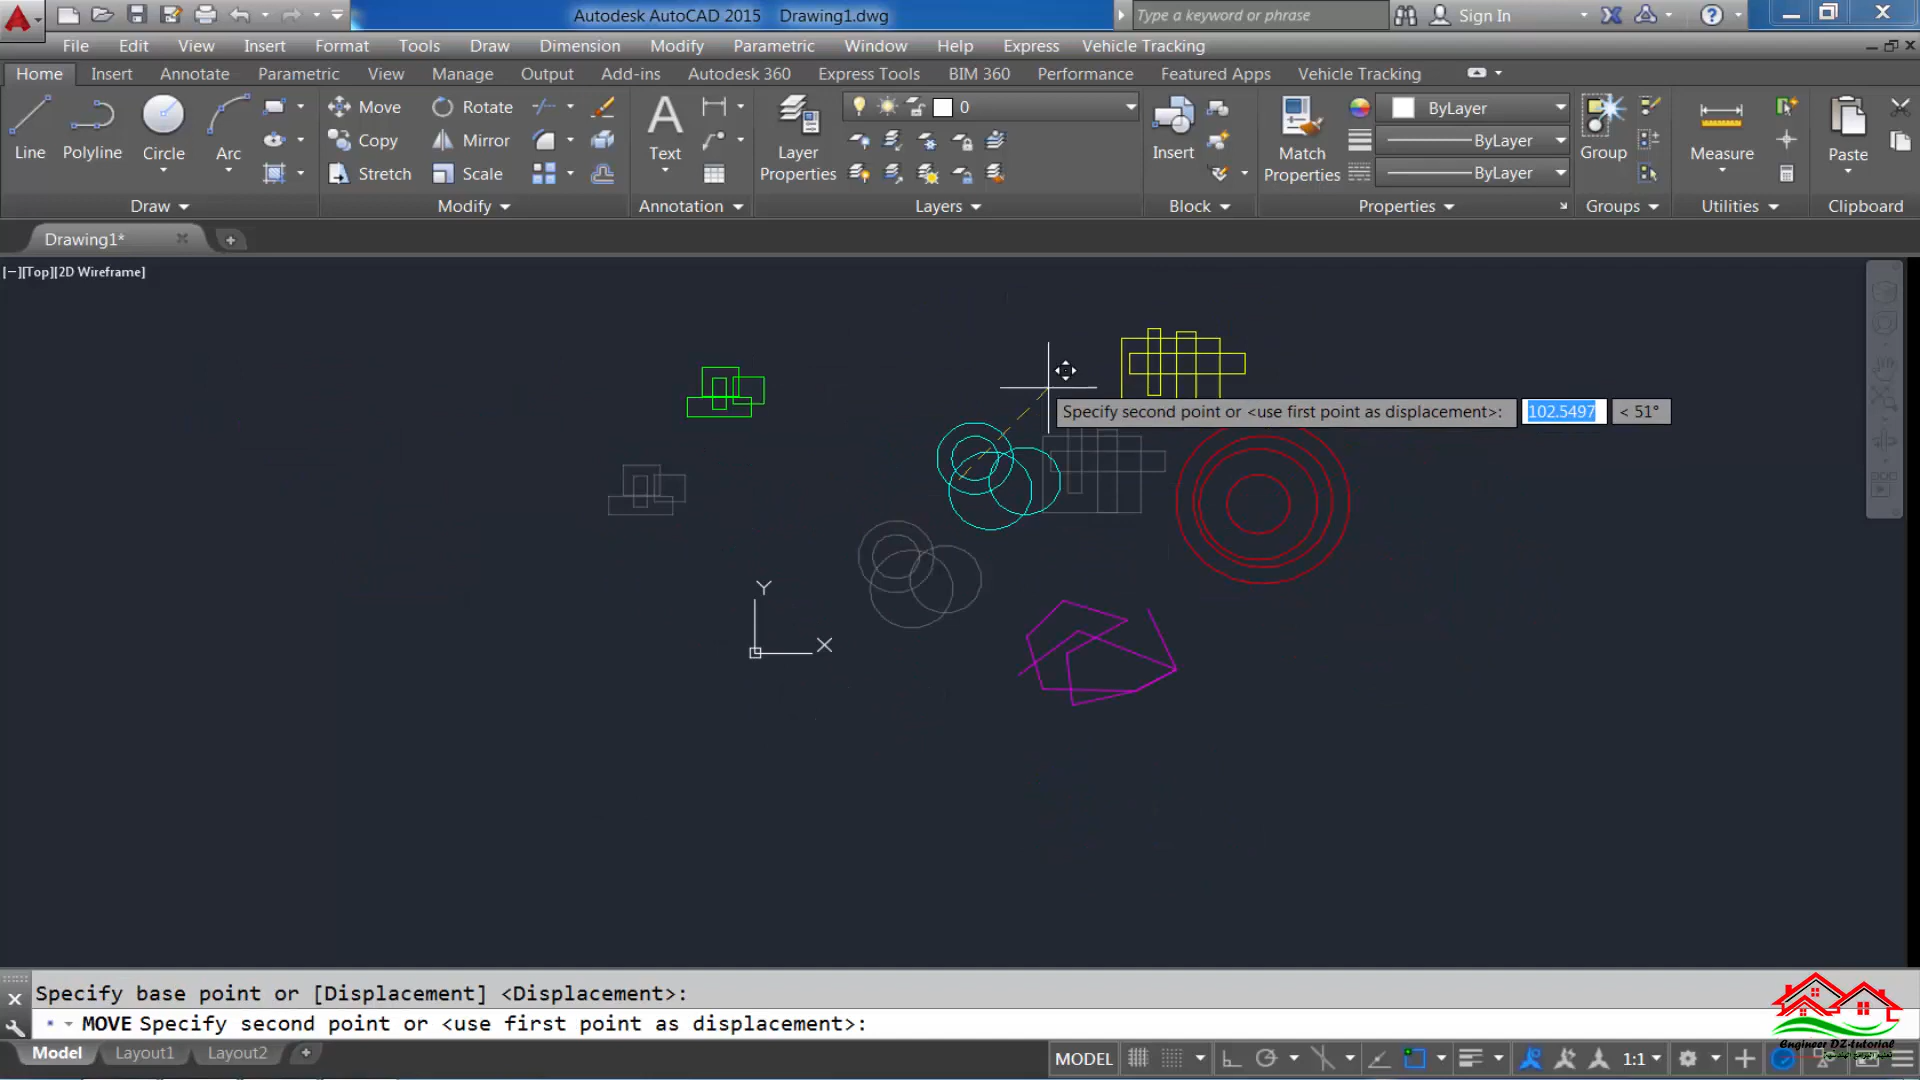 Autodesk AutoCAD 2015 Drawing1.dwg
Type a keyword or phrase
Sign In
File Edit View Insert Format Tools Draw Dimension Modify Parametric Window Help Express Vehicle Tracking
Home Insert Annotate Parametric View Manage Output Add-ins Autodesk 360 Express Tools BIM 360 Performance Featured Apps Vehicle Tracking
Line Polyline Circle Arc
Move Rotate
Copy Mirror
Stretch Scale
Text
Layer Properties
0
Insert
Match Properties
ByLayer
ByLayer
ByLayer
Group
Measure
Paste
Draw Modify Annotation Layers Block Properties Groups Utilities Clipboard
Drawing1*
[−][Top][2D Wireframe]
Specify second point or <use first point as displacement>: 102.5497 < 51°
Y
X
Specify base point or [Displacement] <Displacement>:
MOVE Specify second point or <use first point as displacement>:
Model Layout1 Layout2
MODEL 1:1
Engineer DZ-tutorial